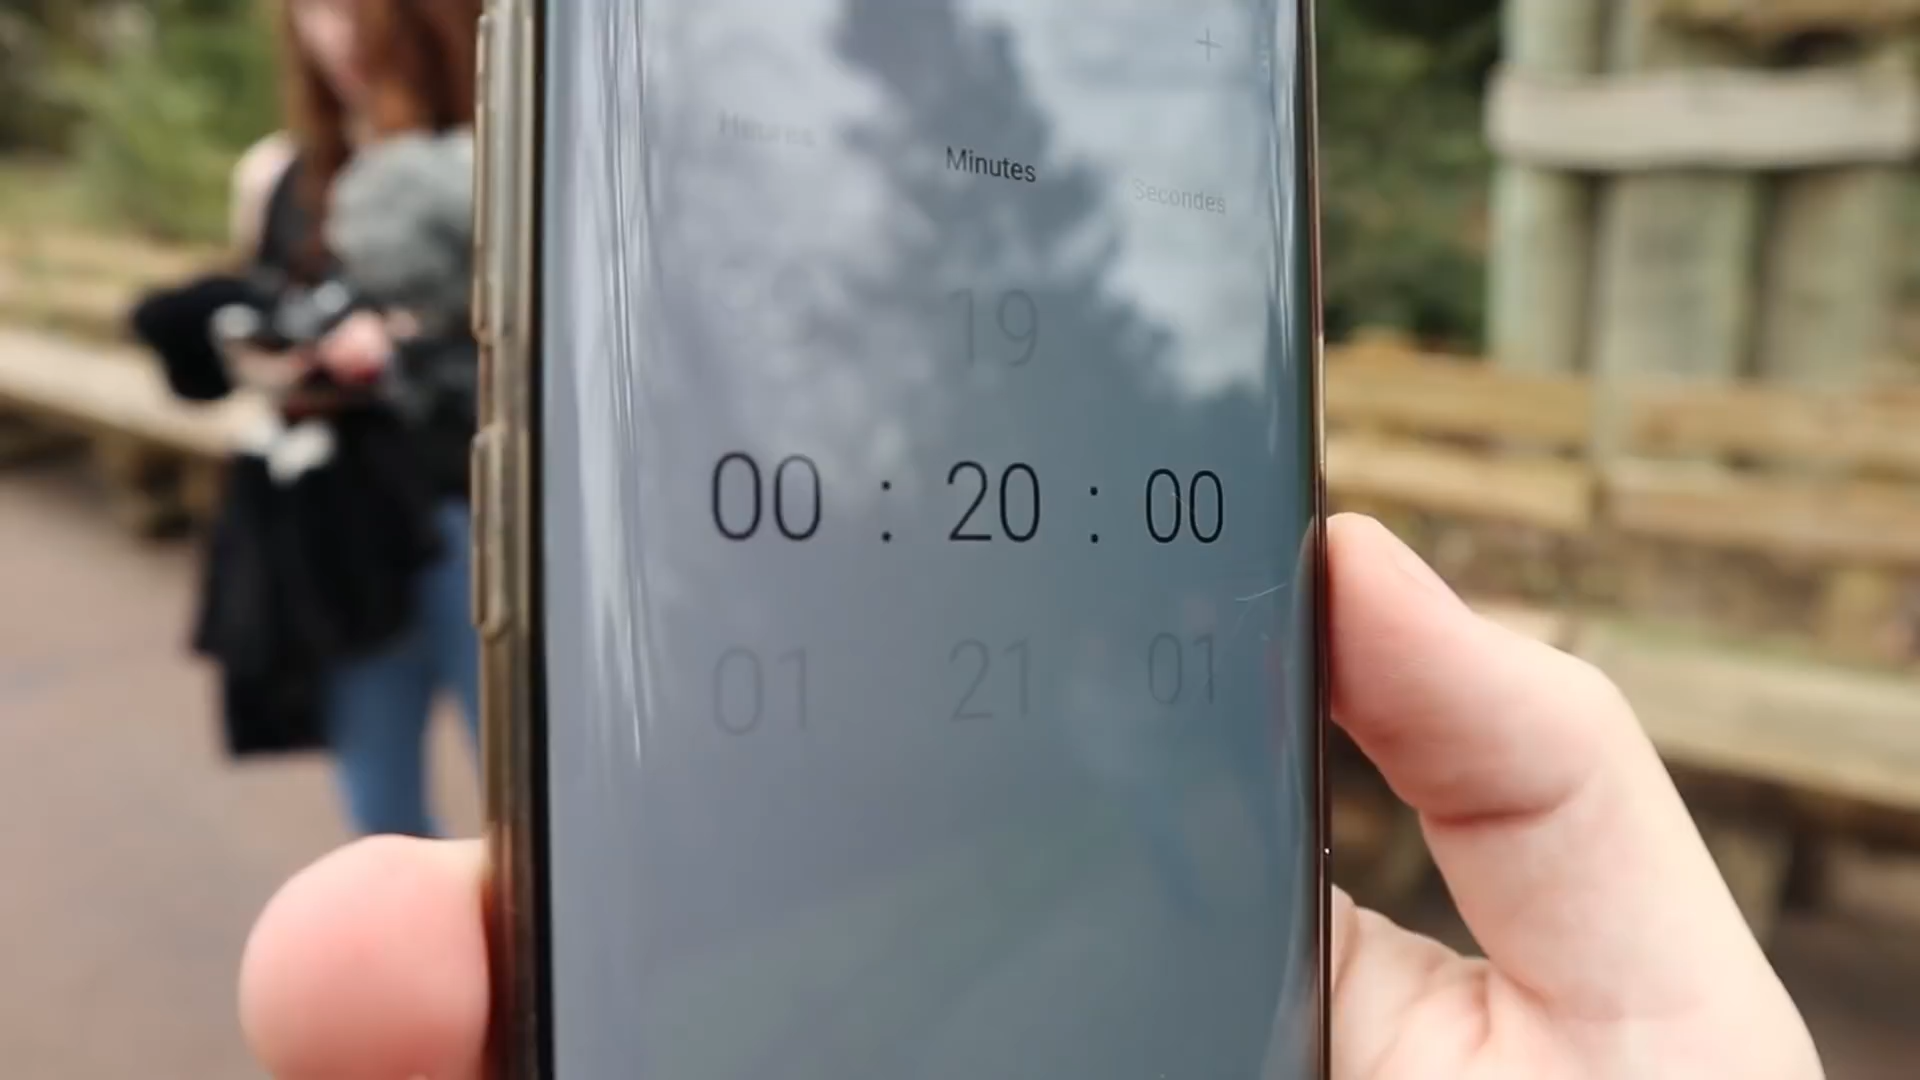 +
Heures Minutes Secondes
19
00 : 20 : 00
01 21 01